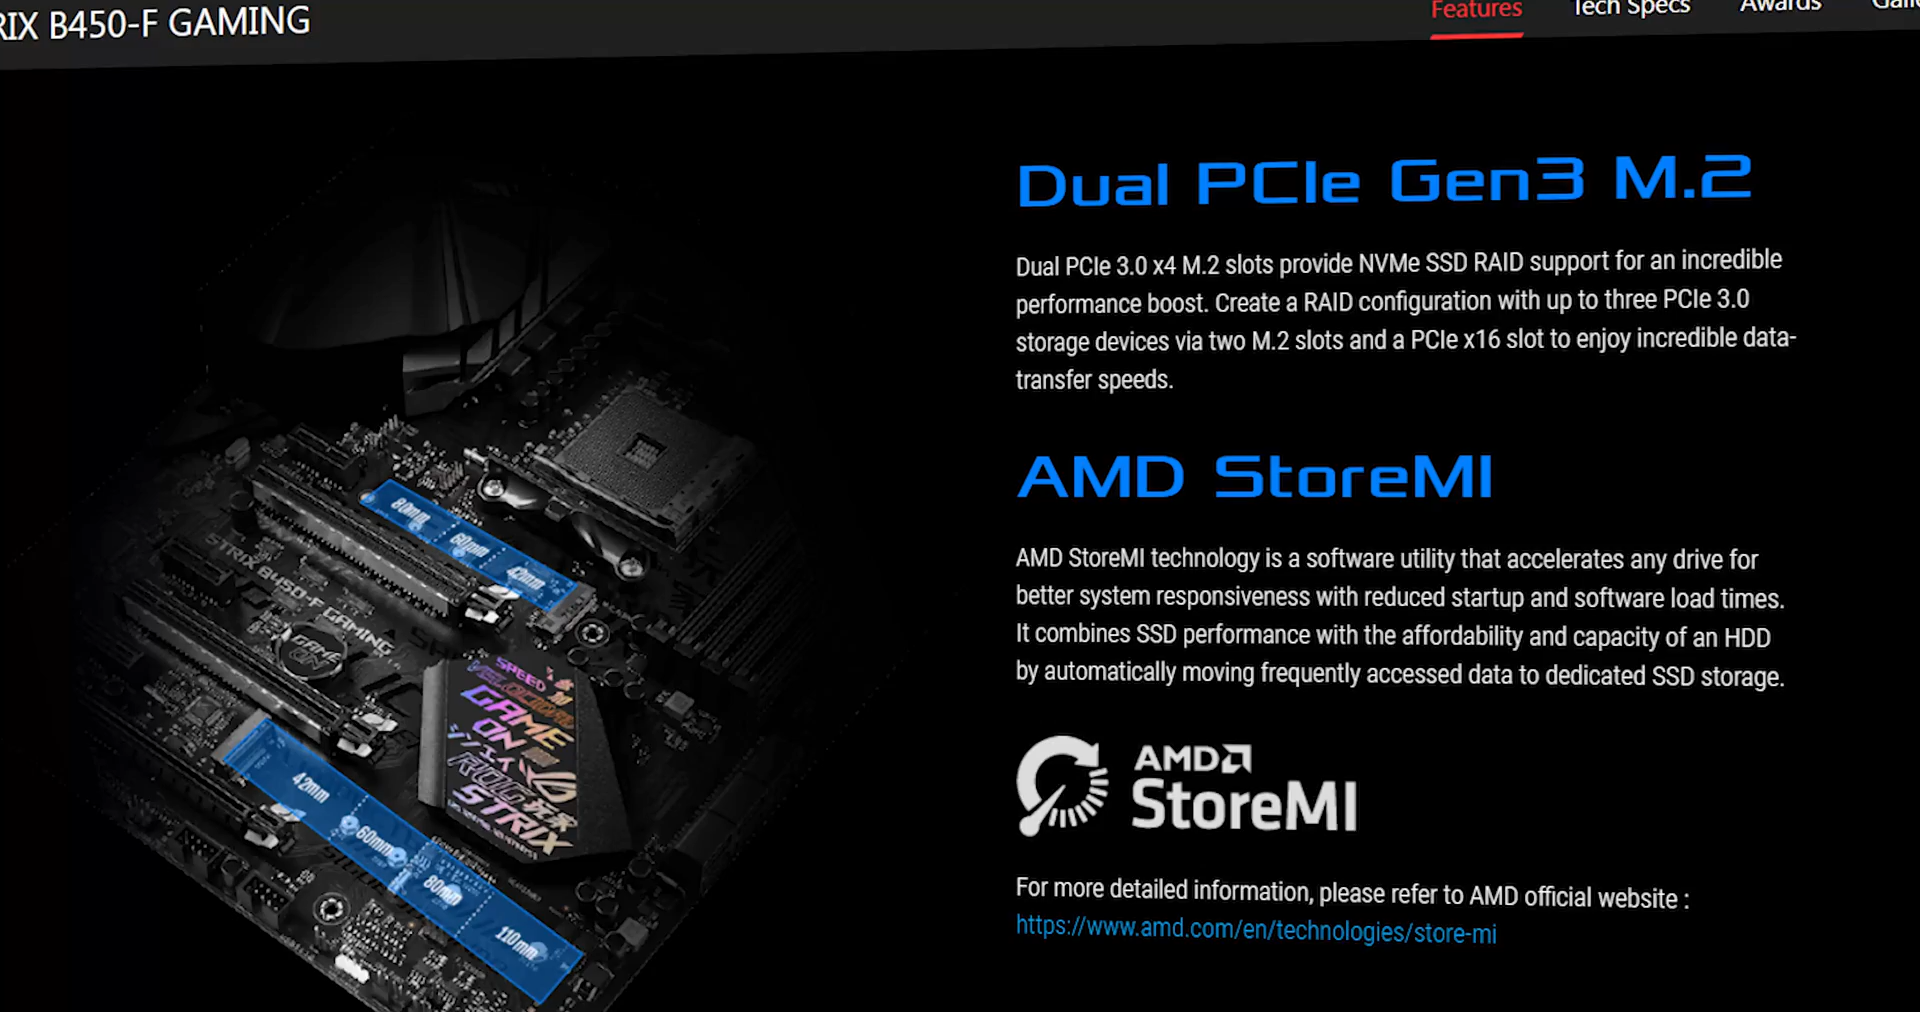 RIX B450-F GAMING
Features
Tech Specs
Awards
Dual PCIe Gen3 M.2
Dual PCIe 3.0 x4 M.2 slots provide NVMe SSD RAID support for an incredible
performance boost. Create a RAID configuration with up to three PCIe 3.0
storage devices via two M.2 slots and a PCIe x16 slot to enjoy incredible data-
transfer speeds.
AMD StoreMI
AMD StoreMI technology is a software utility that accelerates any drive for
better system responsiveness with reduced startup and software load times.
It combines SSD performance with the affordability and capacity of an HDD
by automatically moving frequently accessed data to dedicated SSD storage.
AMD
StoreMI
For more detailed information, please refer to AMD official website :
https://www.amd.com/en/technologies/store-mi
80mm
60mm
42mm
STRIX B450-F GAMING
GAME
ON
SPEED
GAME
ON
ROG
STRIX
42mm
60mm
80mm
110mm